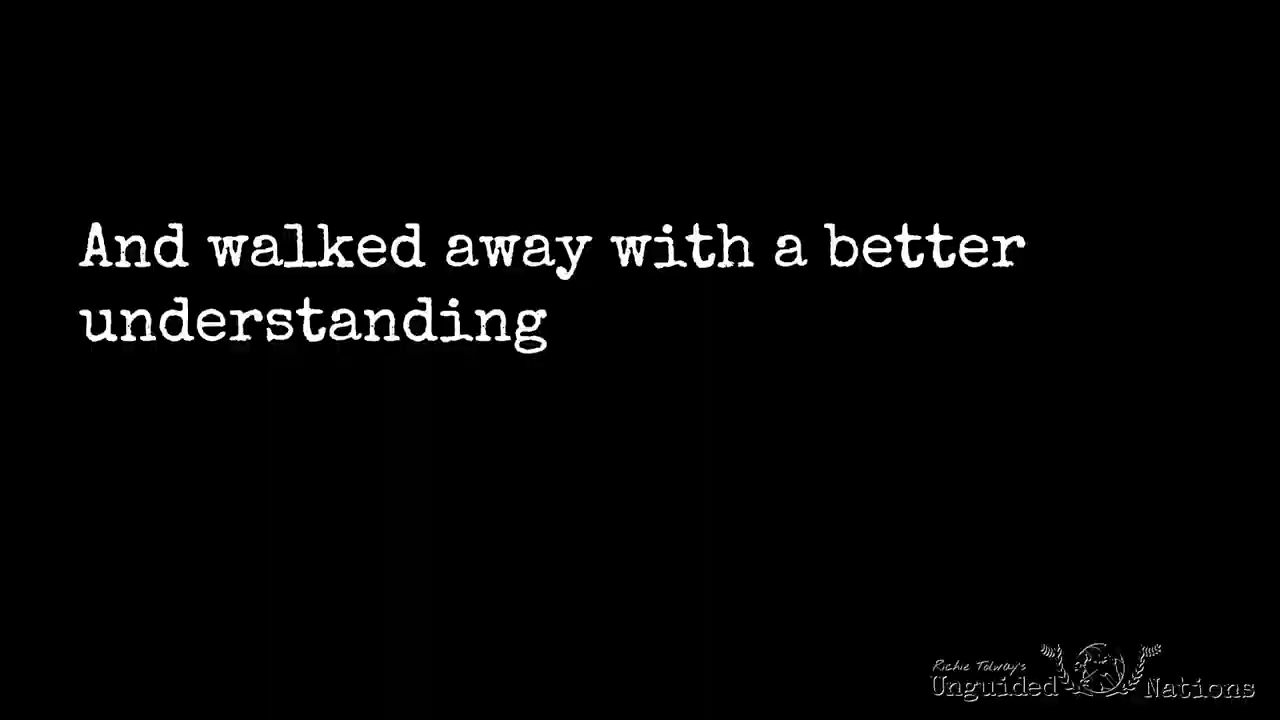 And walked away with a better
understanding
Richie Tolway's
Unguided Nations